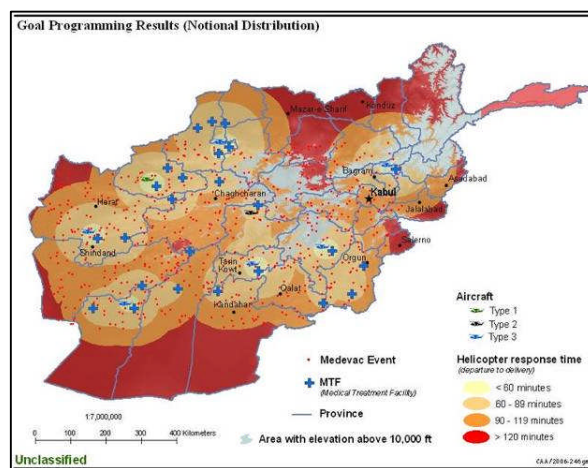 Goal Programming Results (Notional Distribution)
Mazar-e-Sharif
Konduz
Bagram
Asadabad
Kabul
Jalalabad
Chaghcharan
Herat
Salerno
Shindand
Tarin
Kowt
Orgun
Qalat
Kandahar
Aircraft
Type 1
Type 2
Type 3
Medevac Event
MTF
(Medical Treatment Facility)
Province
Area with elevation above 10,000 ft
Helicopter response time
(departure to delivery)
< 60 minutes
60 - 89 minutes
90 - 119 minutes
> 120 minutes
1:7,000,000
0 100 200 400 Kilometers
Unclassified